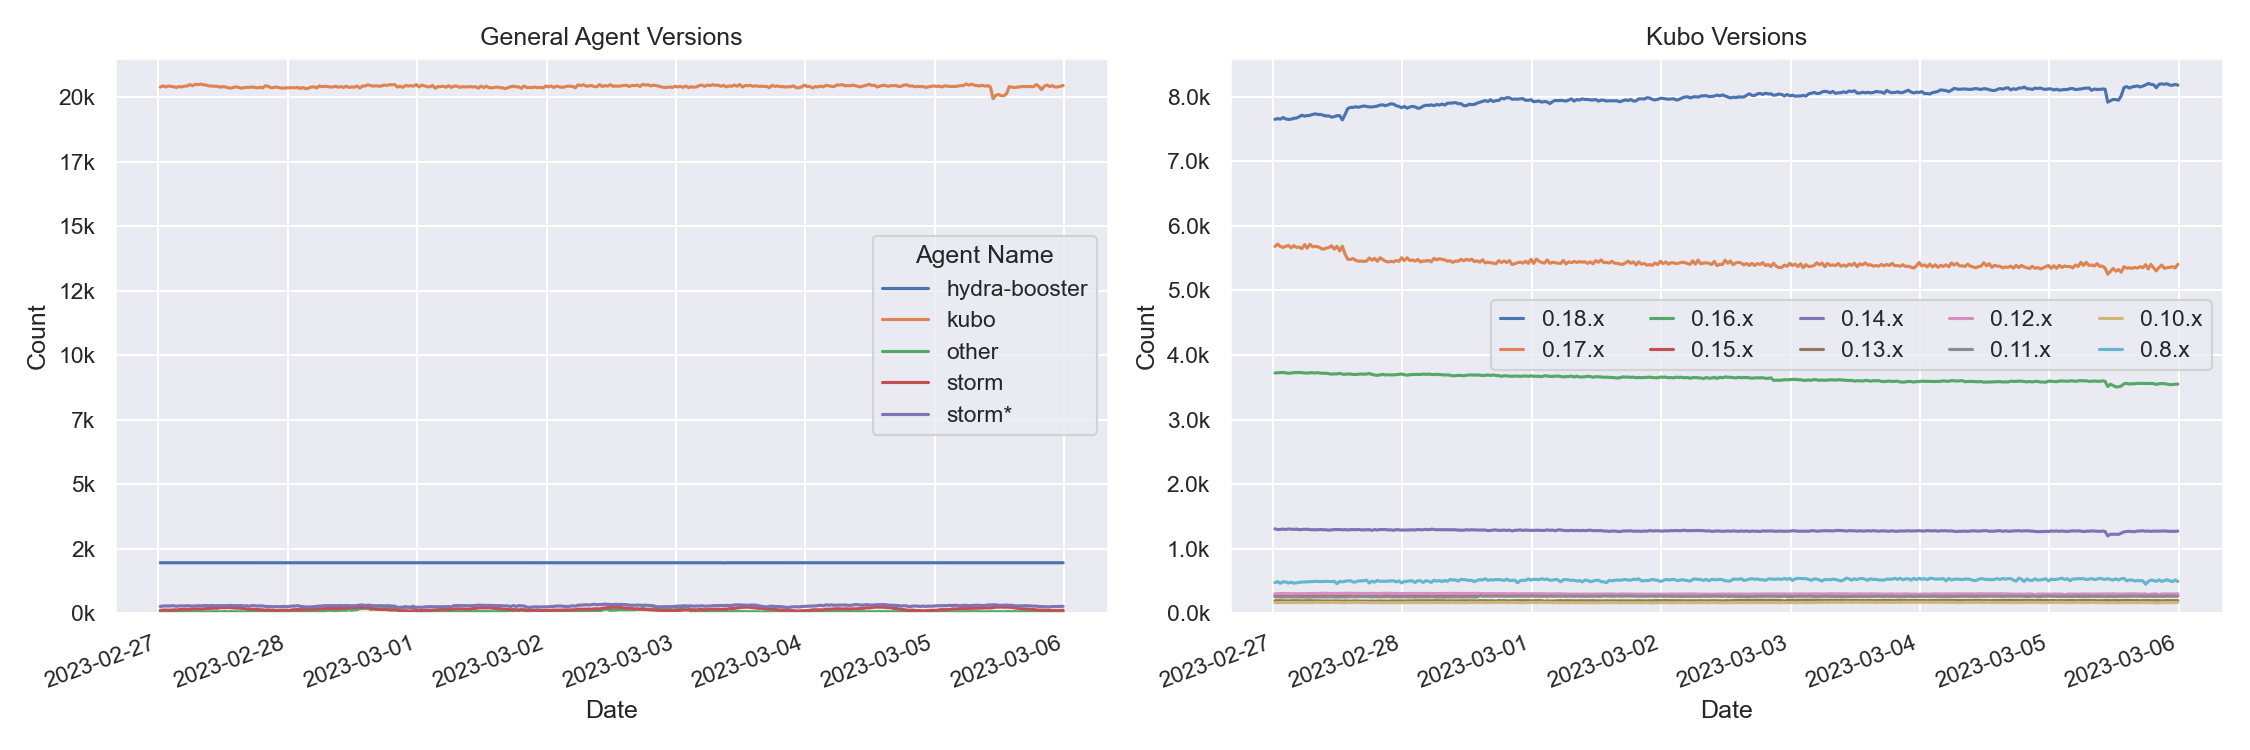 General Agent Versions
Count
20k
17k
15k
12k
10k
7k
5k
2k
0k
Agent Name
hydra-booster
kubo
other
storm
storm*
2023-02-27
2023-02-28
2023-03-01
2023-03-02
2023-03-03
2023-03-04
2023-03-05
2023-03-06
Date
Kubo Versions
Count
8.0k
7.0k
6.0k
5.0k
4.0k
3.0k
2.0k
1.0k
0.0k
0.18.x 0.16.x 0.14.x 0.12.x 0.10.x
0.17.x 0.15.x 0.13.x 0.11.x 0.8.x
2023-02-27
2023-02-28
2023-03-01
2023-03-02
2023-03-03
2023-03-04
2023-03-05
2023-03-06
Date